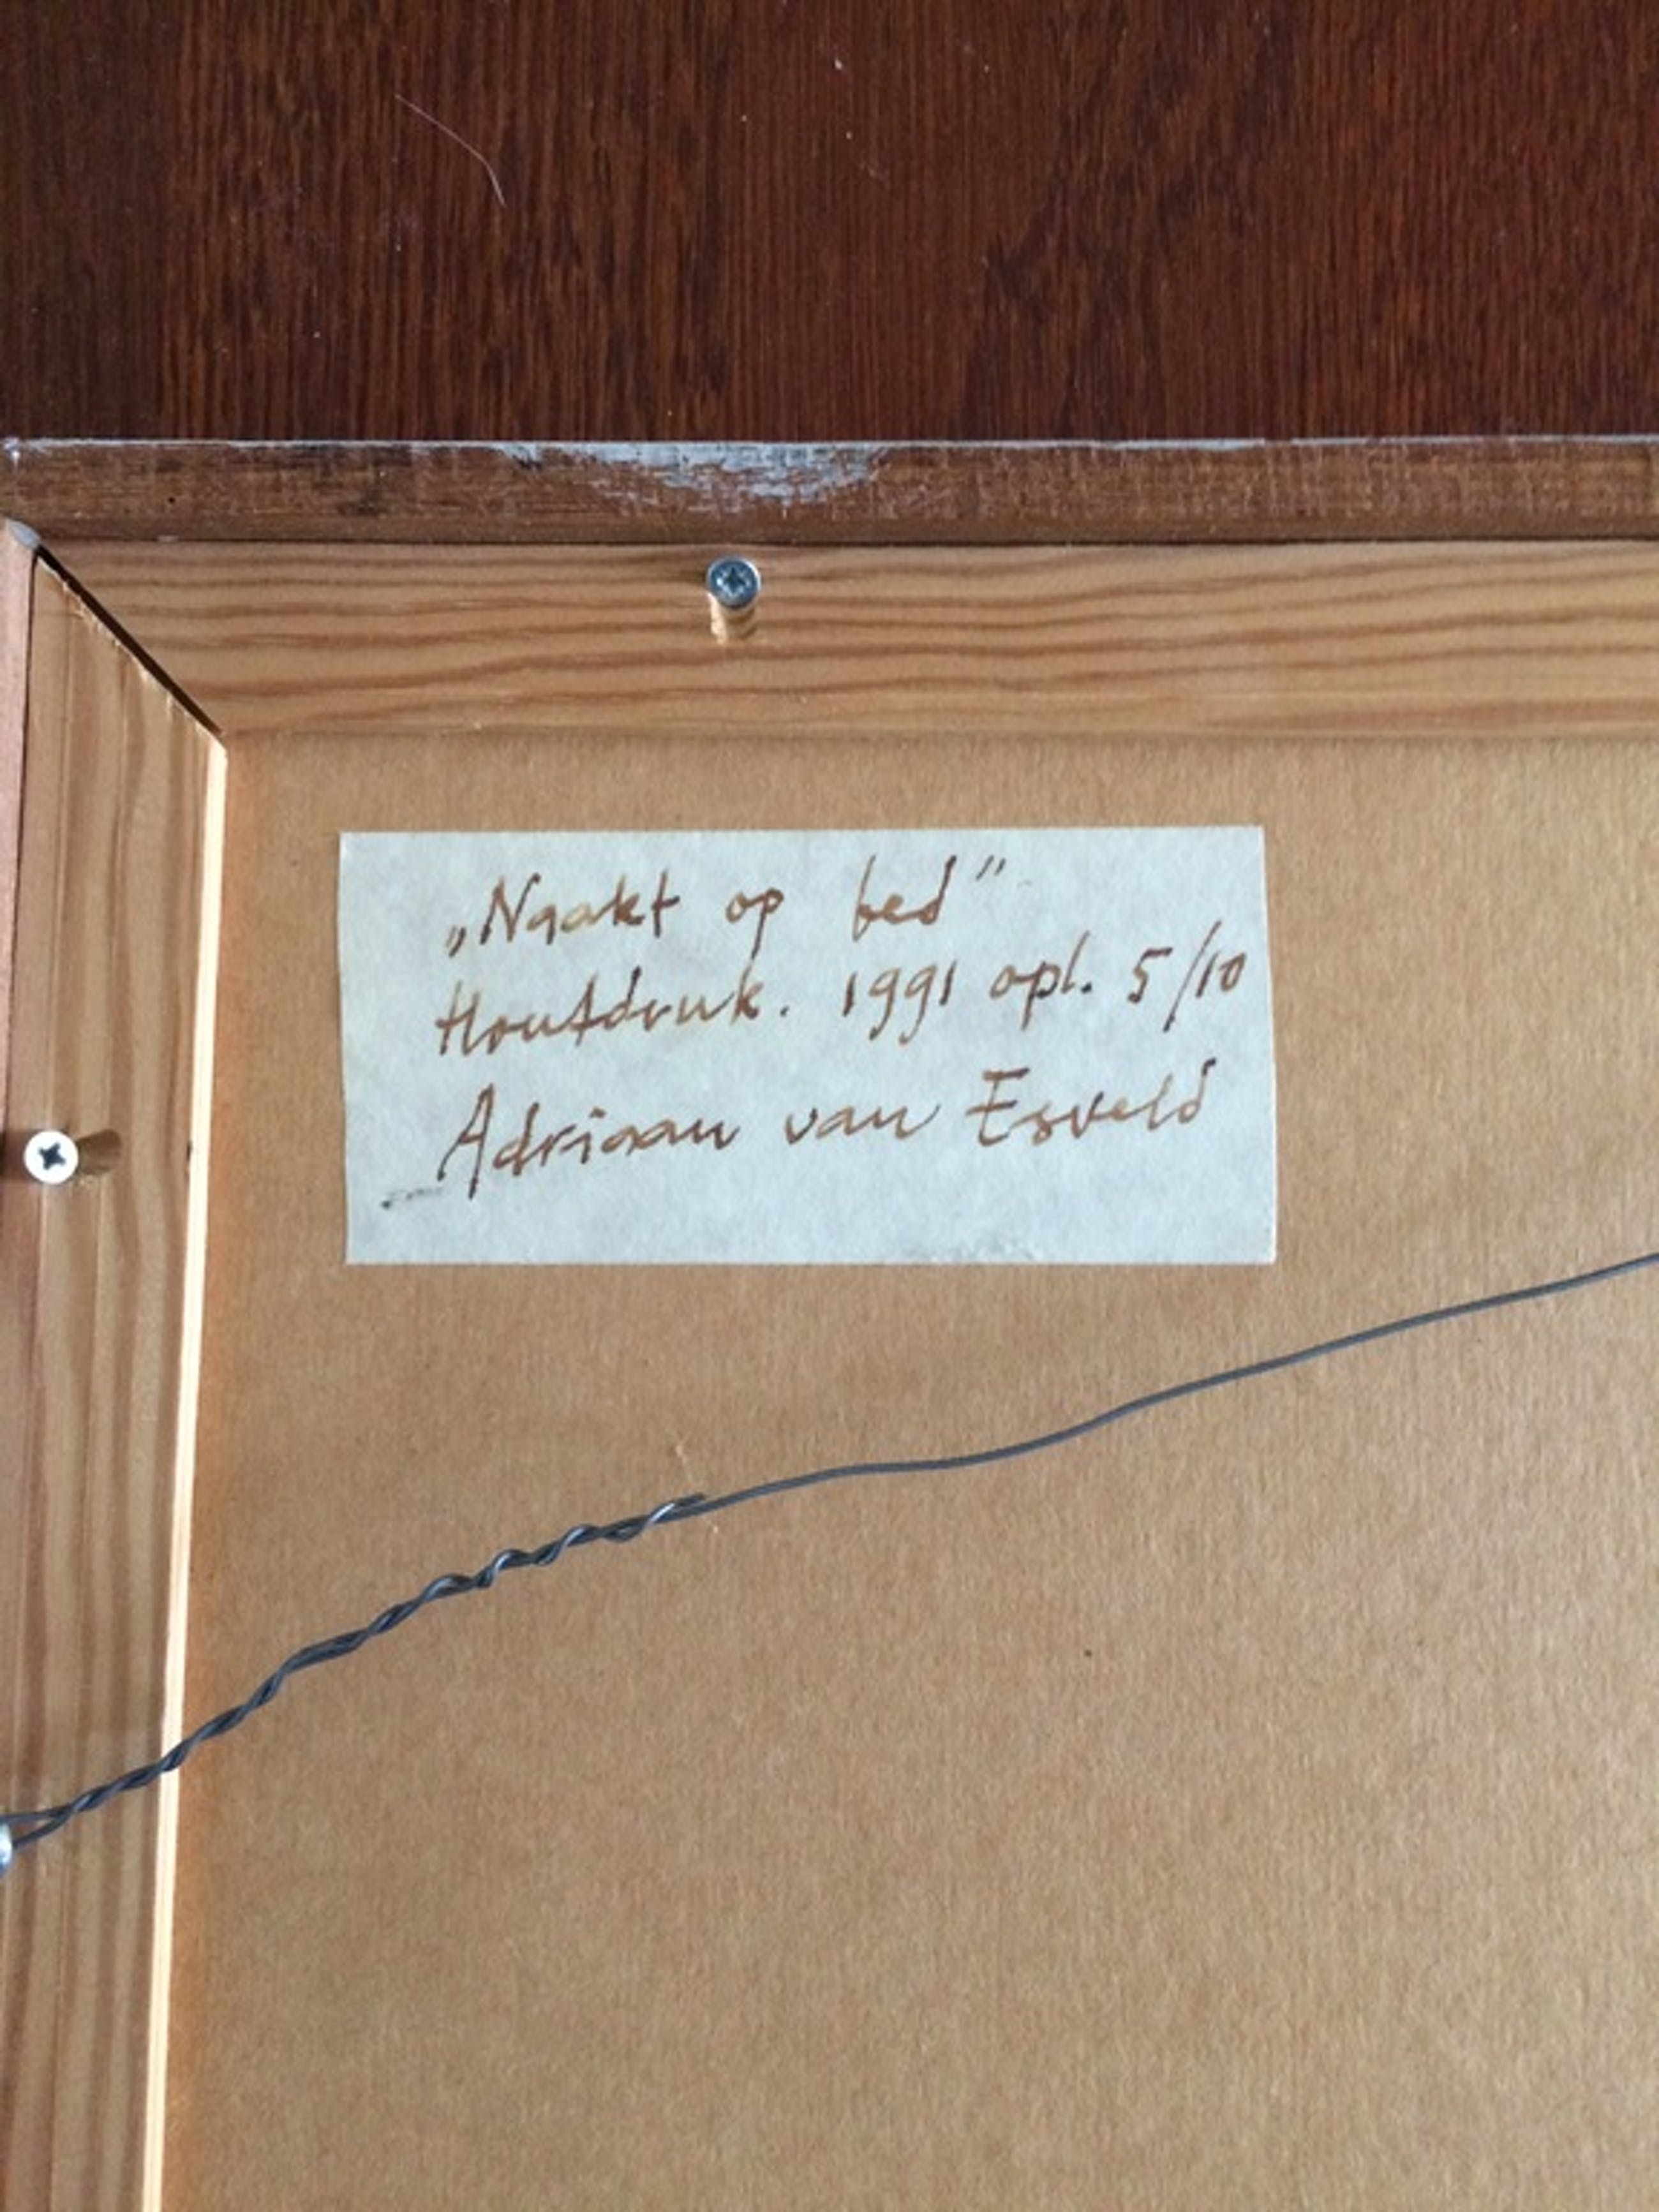 „Naakt op bed”
Houtdruk. 1991 opl. 5/10
Adriaan van Esveld